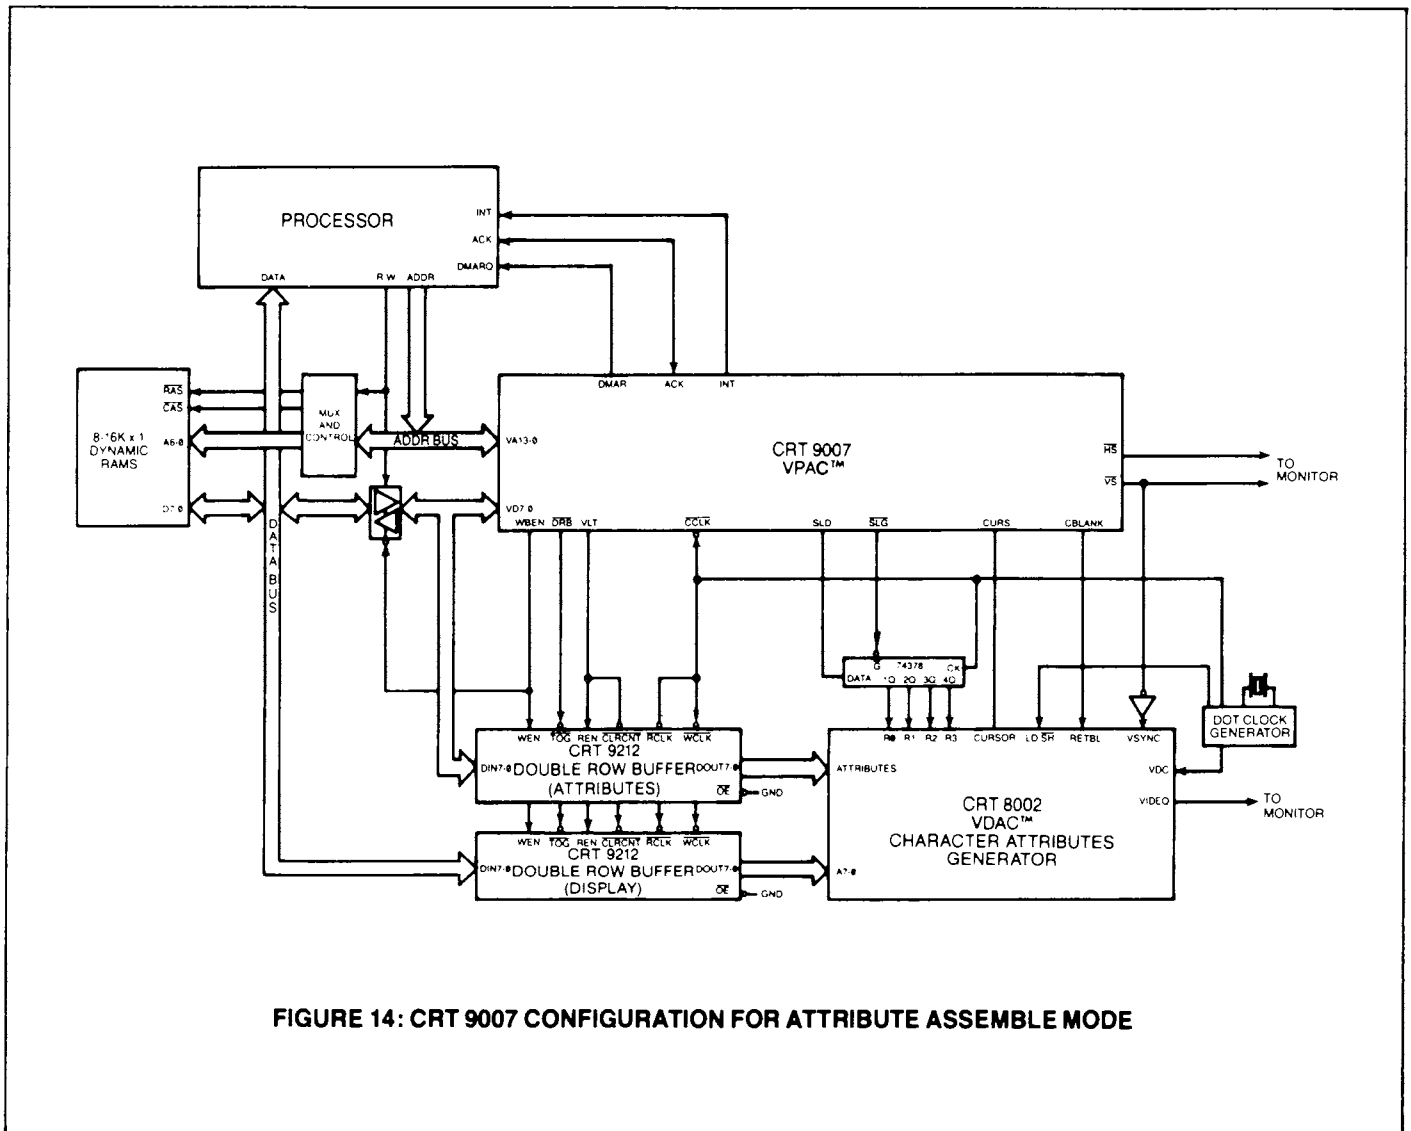 PROCESSOR
INT
ACK
DMARQ
DATA
R W
ADDR
8-16K x 1
DYNAMIC
RAMS
RAS
CAS
A6-0
D7-0
MUX
AND
CONTROL
ADDR BUS
DATA BUS
DMAR
ACK
INT
VA13-0
CRT 9007
VPAC™
HS
VS
TO
MONITOR
VD7-0
WBEN
DRB
VLT
CCLK
SLD
SLG
CURS
CBLANK
G
74378
CK
DATA
1Q
2Q
3Q
4Q
DOT CLOCK
GENERATOR
WEN
TOG
REN
CLRCNT
RCLK
WCLK
CRT 9212
DIN7-0
DOUBLE ROW BUFFER
DOUT7-0
(ATTRIBUTES)
OE
GND
WEN
TOG
REN
CLRCNT
RCLK
WCLK
CRT 9212
DIN7-0
DOUBLE ROW BUFFER
DOUT7-0
(DISPLAY)
OE
GND
R0
R1
R2
R3
CURSOR
LD SH
RETBL
VSYNC
ATTRIBUTES
VDC
CRT 8002
VDAC™
CHARACTER ATTRIBUTES
GENERATOR
VIDEO
TO
MONITOR
A7-0
FIGURE 14: CRT 9007 CONFIGURATION FOR ATTRIBUTE ASSEMBLE MODE